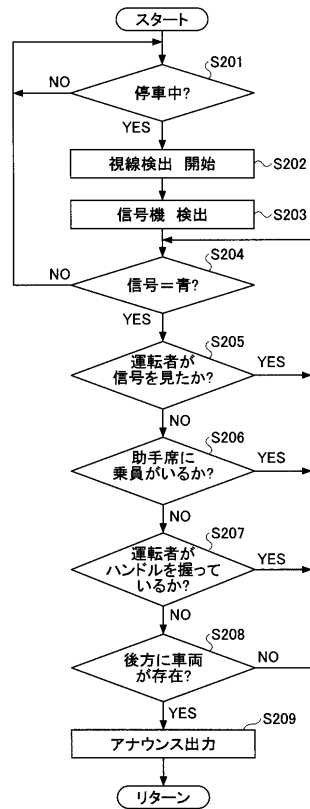 スタート
S201
NO
停車中?
YES
視線検出 開始
S202
信号機 検出
S203
S204
NO
信号=青?
YES
S205
運転者が
信号を見たか?
YES
NO
S206
助手席に
乗員がいるか?
YES
NO
S207
運転者が
ハンドルを握って
いるか?
YES
NO
S208
後方に車両
が存在?
NO
YES
S209
アナウンス出力
リターン